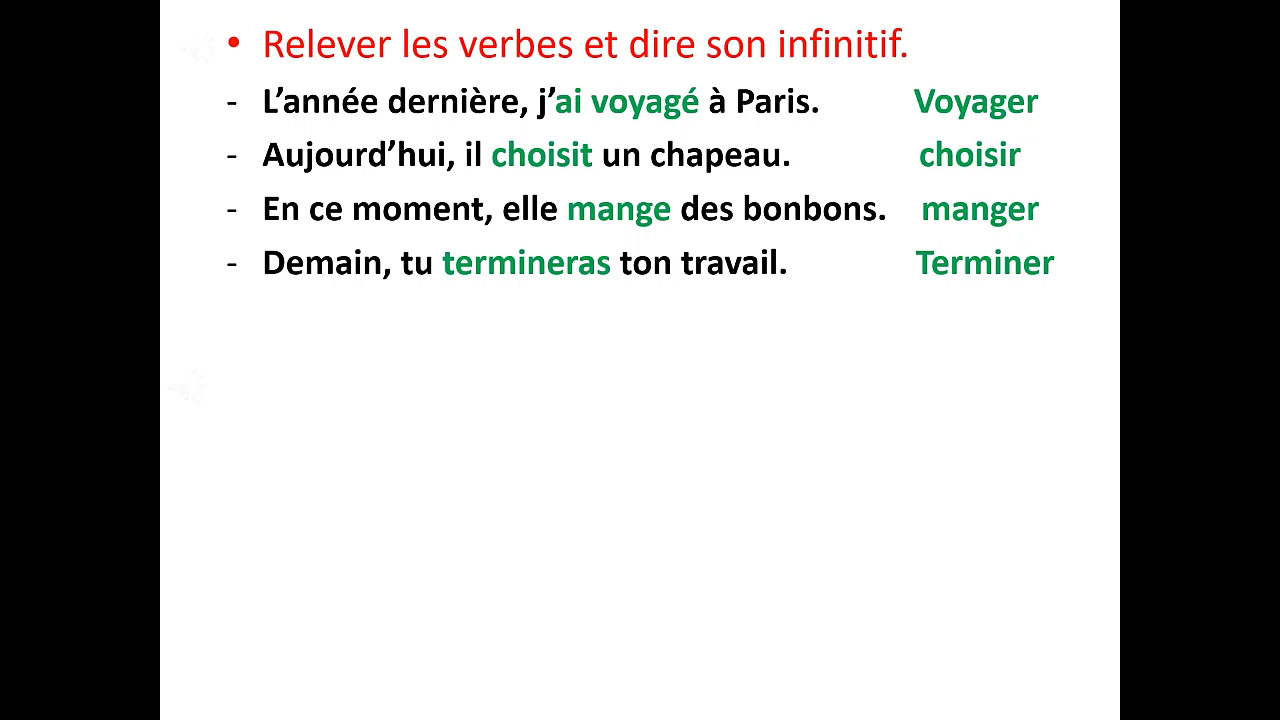 • Relever les verbes et dire son infinitif.
- L’année dernière, j’ai voyagé à Paris. Voyager
- Aujourd’hui, il choisit un chapeau. choisir
- En ce moment, elle mange des bonbons. manger
- Demain, tu termineras ton travail. Terminer